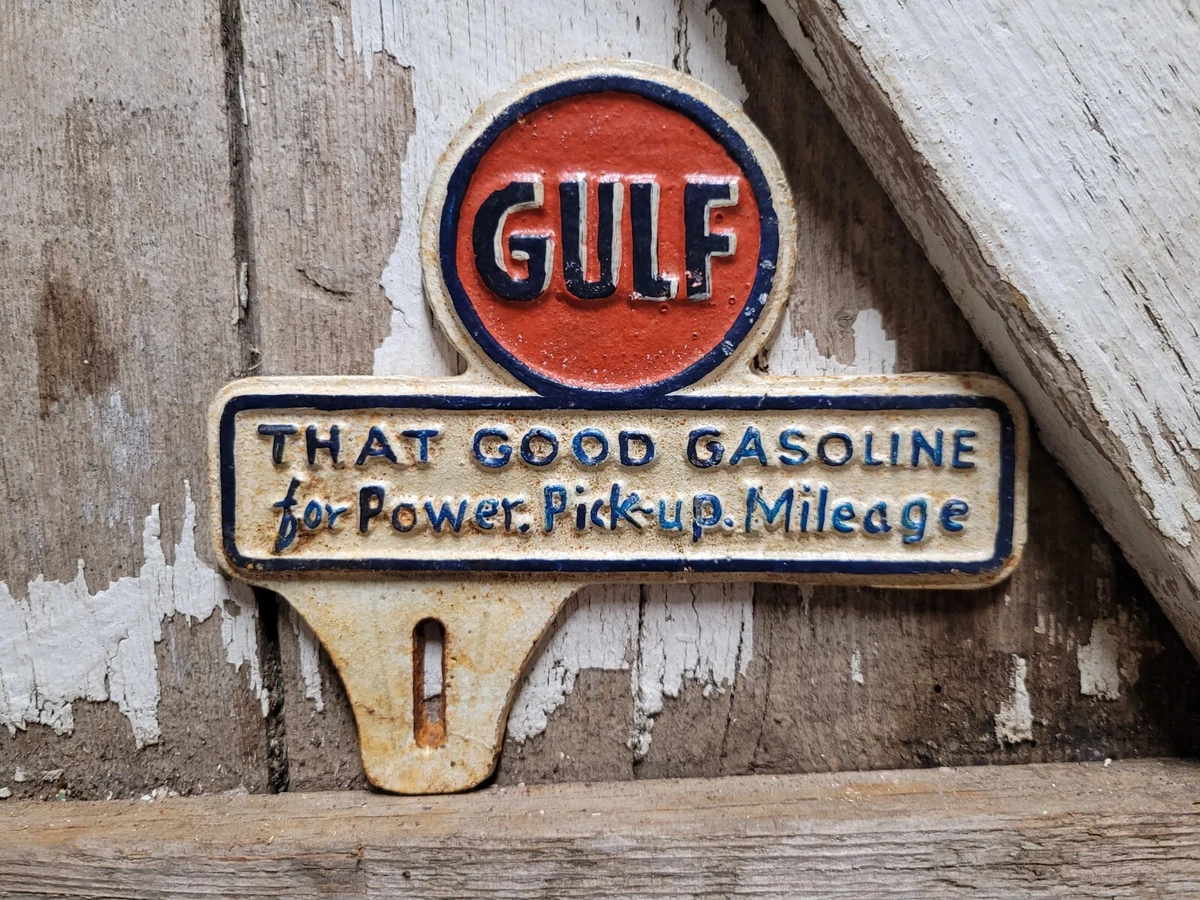 GULF
THAT GOOD GASOLINE
for Power. Pick-up. Mileage